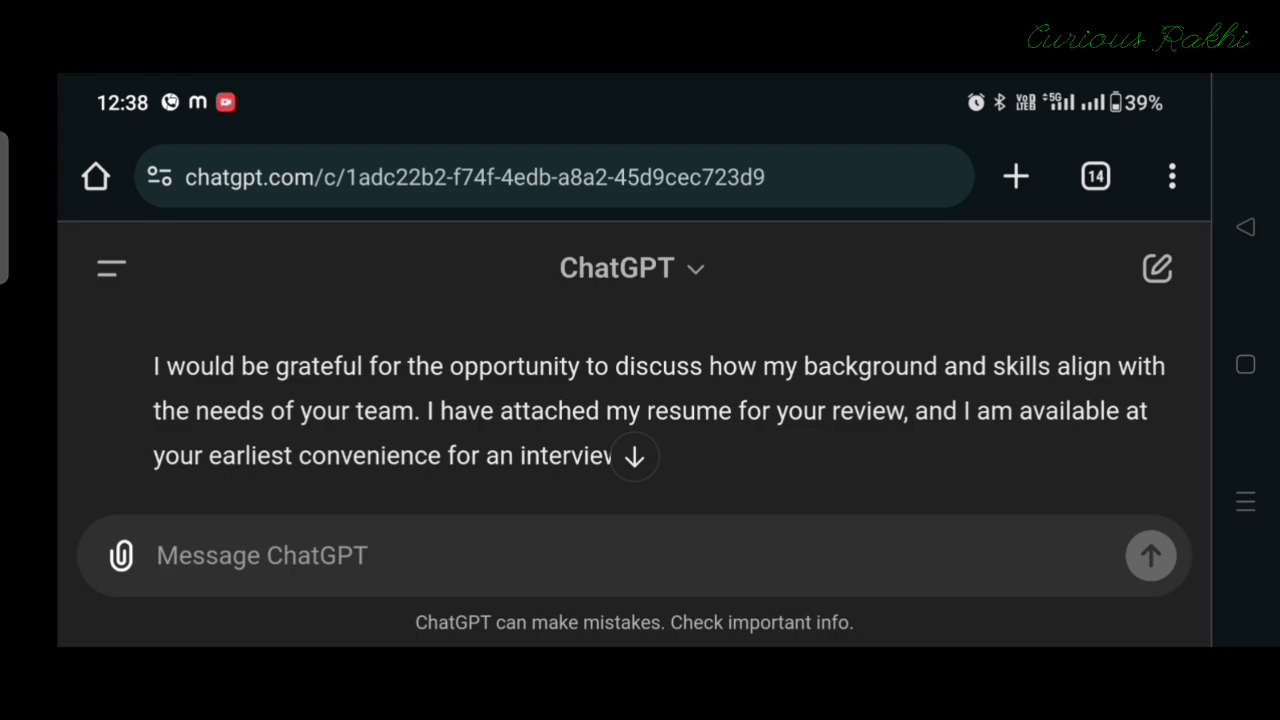 Curious Rakhi
12:38 m 5G 39%
chatgpt.com/c/1adc22b2-f74f-4edb-a8a2-45d9cec723d9 14
ChatGPT
I would be grateful for the opportunity to discuss how my background and skills align with
the needs of your team. I have attached my resume for your review, and I am available at
your earliest convenience for an
Message ChatGPT
ChatGPT can make mistakes. Check important info.